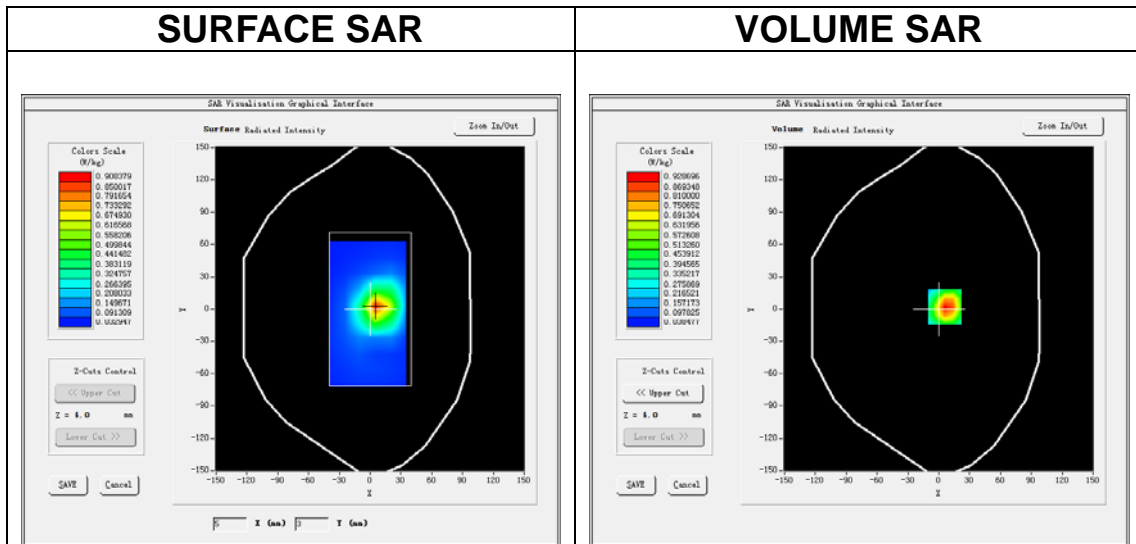 SURFACE SAR
VOLUME SAR
SAR Visualisation Graphical Interface
Surface Radiated Intensity
Zoom In/Out
Colors Scale
(W/kg)
0.908379
0.850017
0.791654
0.733292
0.674930
0.616568
0.558206
0.499844
0.441482
0.383119
0.324757
0.266395
0.208033
0.149671
0.091309
0.032947
Z-Cuts Control
<< Upper Cut
Z = 4.0 mm
Lower Cut >>
SAVE Cancel
150
120
90
60
30
0
-30
-60
-90
-120
-150
Y
-150 -120 -90 -60 -30 0 30 60 90 120 150
X
5 X (mm) 3 Y (mm)
SAR Visualisation Graphical Interface
Volume Radiated Intensity
Zoom In/Out
Colors Scale
(W/kg)
0.928696
0.869348
0.810000
0.750652
0.691304
0.631956
0.572608
0.513260
0.453912
0.394565
0.335217
0.275869
0.216521
0.157173
0.097825
0.038477
Z-Cuts Control
<< Upper Cut
Z = 4.0 mm
Lower Cut >>
SAVE Cancel
150
120
90
60
30
0
-30
-60
-90
-120
-150
Y
-150 -120 -90 -60 -30 0 30 60 90 120 150
X